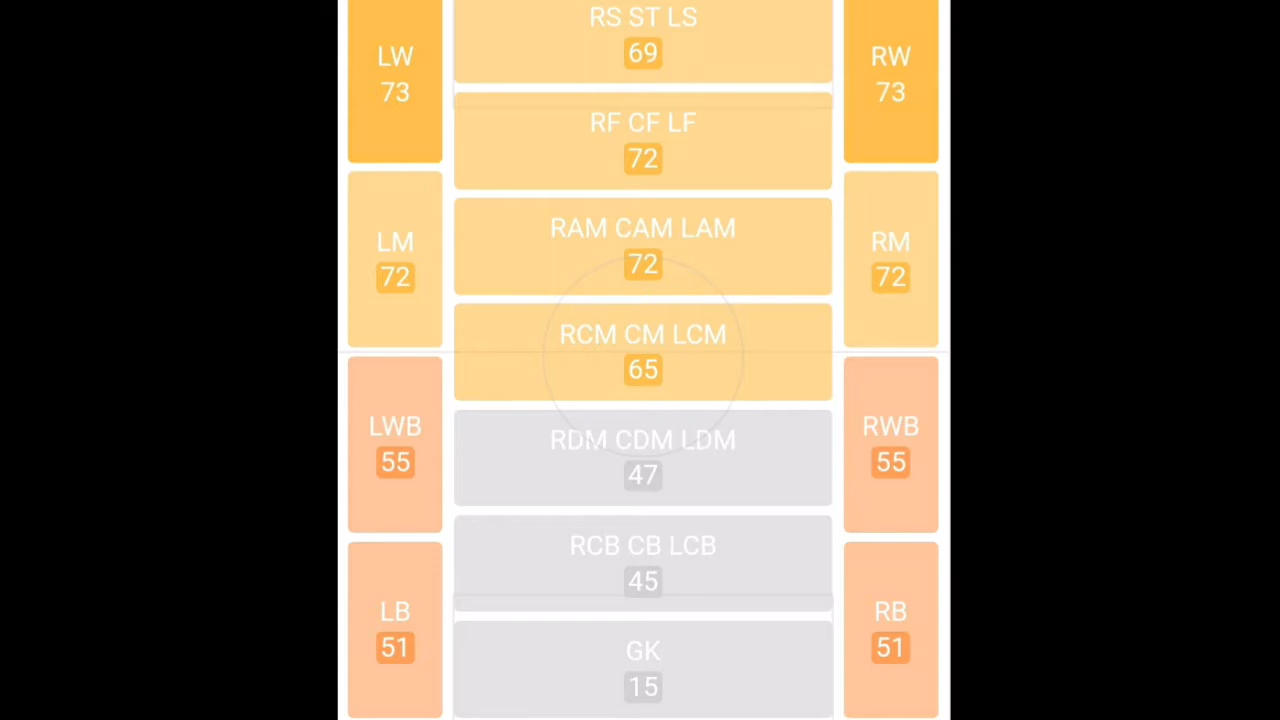 RS ST LS
69
LW
73
RW
73
RF CF LF
72
RAM CAM LAM
72
LM
72
RM
72
RCM CM LCM
65
LWB
55
RWB
55
RDM CDM LDM
47
RCB CB LCB
45
LB
51
RB
51
GK
15